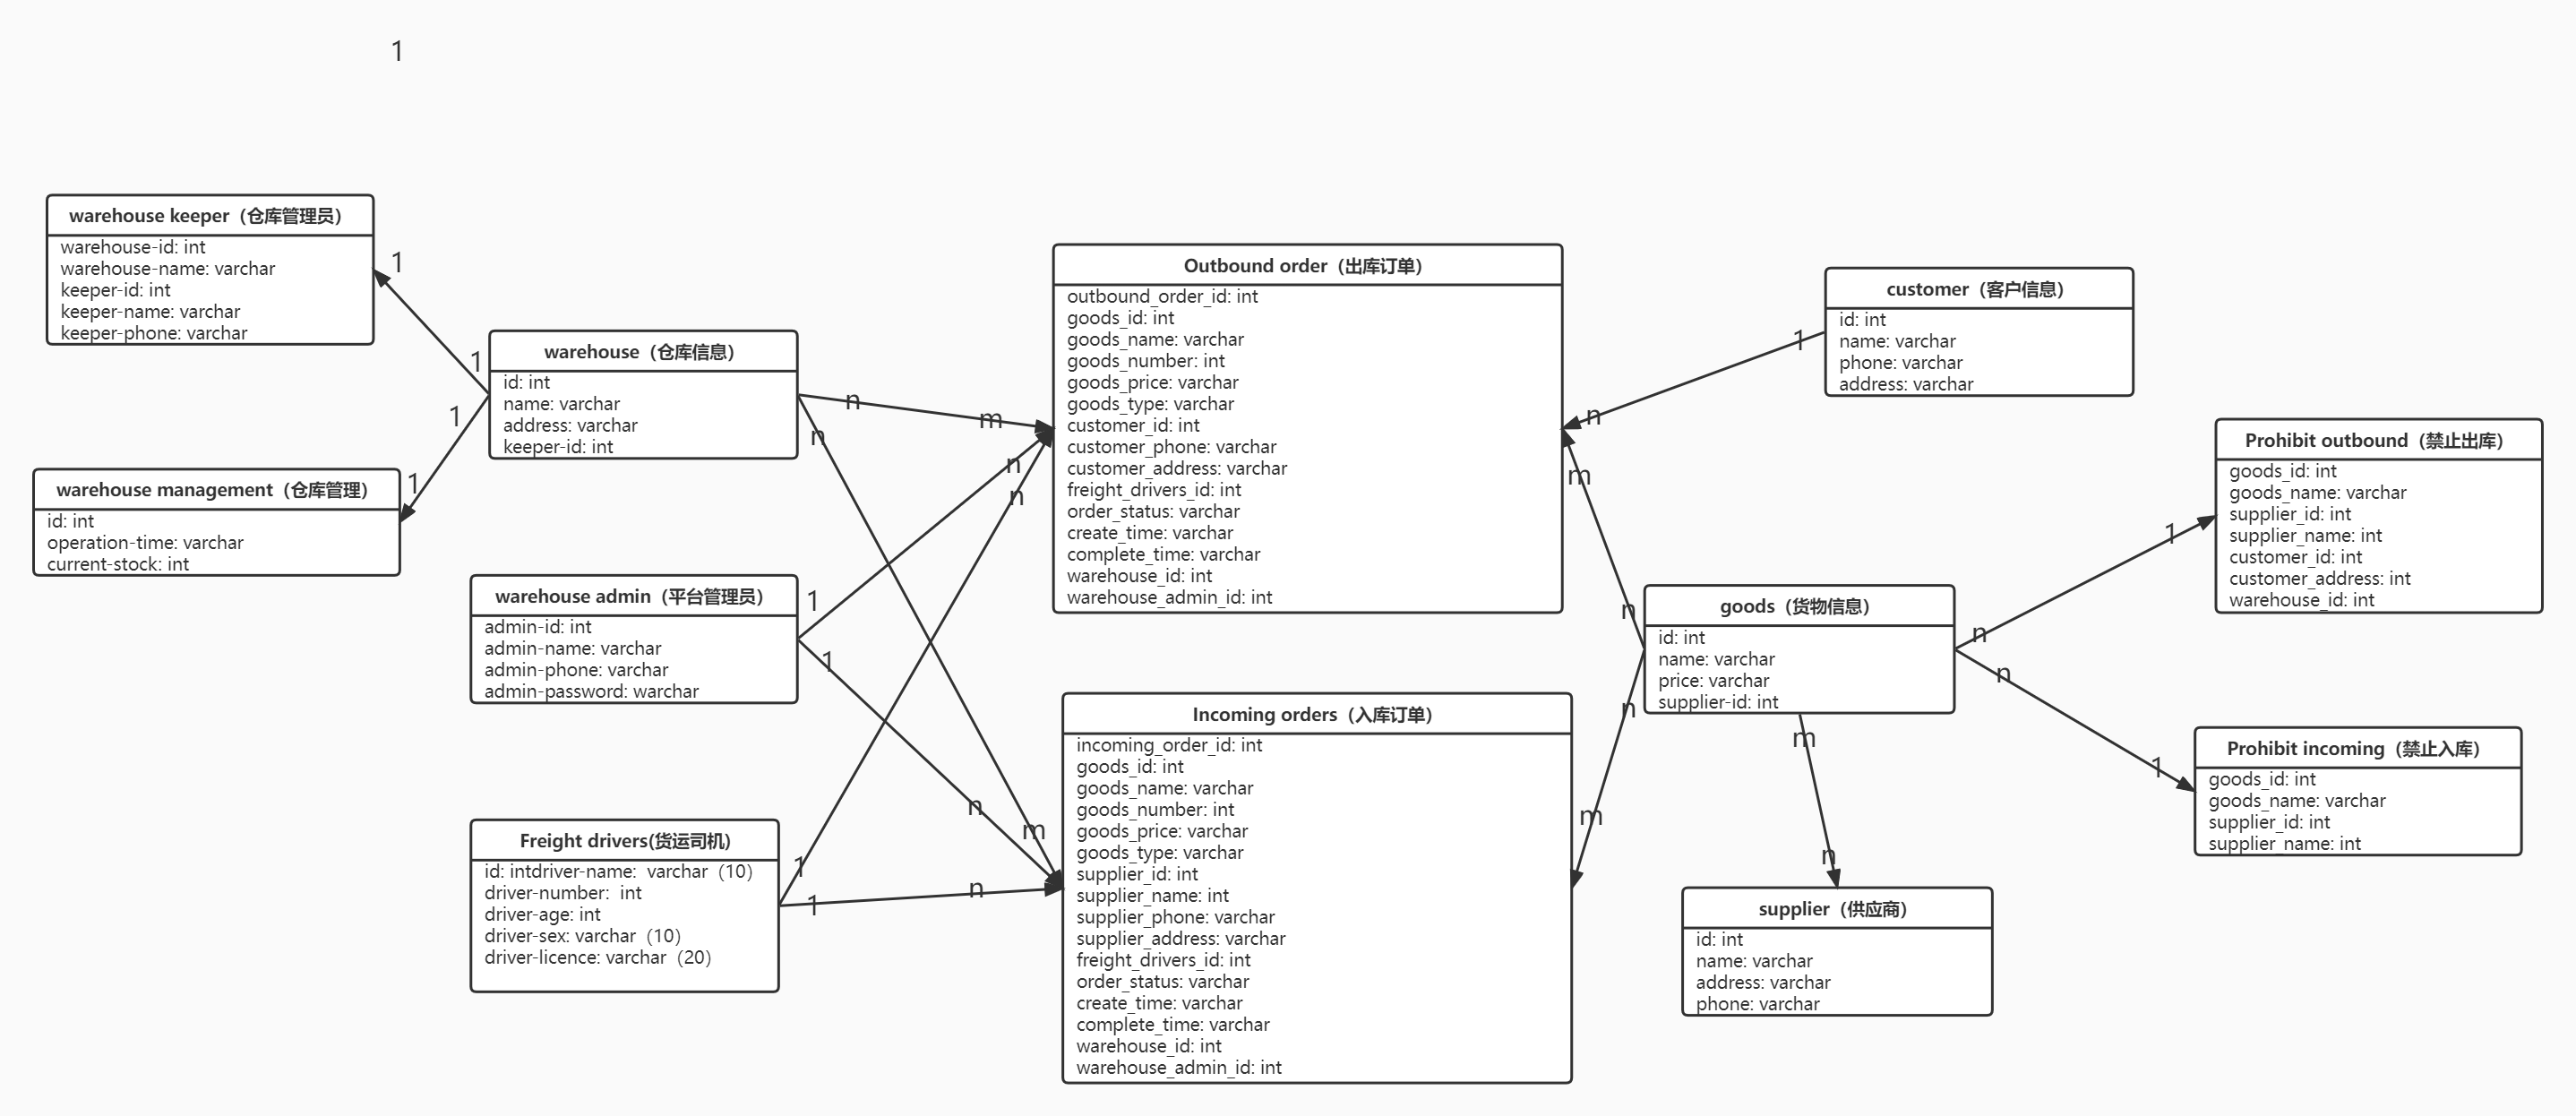 1
warehouse keeper（仓库管理员）
warehouse-id: int
warehouse-name: varchar
keeper-id: int
keeper-name: varchar
keeper-phone: varchar
1
1
1
1
warehouse management（仓库管理）
id: int
operation-time: varchar
current-stock: int
warehouse（仓库信息）
id: int
name: varchar
address: varchar
keeper-id: int
n
m
n
m
warehouse admin（平台管理员）
admin-id: int
admin-name: varchar
admin-phone: varchar
admin-password: warchar
1
n
1
n
Freight drivers(货运司机)
id: intdriver-name:  varchar（10）
driver-number:  int
driver-age: int
driver-sex: varchar（10）
driver-licence: varchar（20）
1
n
1
n
Outbound order（出库订单）
outbound_order_id: int
goods_id: int
goods_name: varchar
goods_number: int
goods_price: varchar
goods_type: varchar
customer_id: int
customer_phone: varchar
customer_address: varchar
freight_drivers_id: int
order_status: varchar
create_time: varchar
complete_time: varchar
warehouse_id: int
warehouse_admin_id: int
Incoming orders（入库订单）
incoming_order_id: int
goods_id: int
goods_name: varchar
goods_number: int
goods_price: varchar
goods_type: varchar
supplier_id: int
supplier_name: int
supplier_phone: varchar
supplier_address: varchar
freight_drivers_id: int
order_status: varchar
create_time: varchar
complete_time: varchar
warehouse_id: int
warehouse_admin_id: int
customer（客户信息）
id: int
name: varchar
phone: varchar
address: varchar
1
n
m
n
n
m
goods（货物信息）
id: int
name: varchar
price: varchar
supplier-id: int
m
n
supplier（供应商）
id: int
name: varchar
address: varchar
phone: varchar
n
1
n
1
Prohibit outbound（禁止出库）
goods_id: int
goods_name: varchar
supplier_id: int
supplier_name: int
customer_id: int
customer_address: int
warehouse_id: int
Prohibit incoming（禁止入库）
goods_id: int
goods_name: varchar
supplier_id: int
supplier_name: int